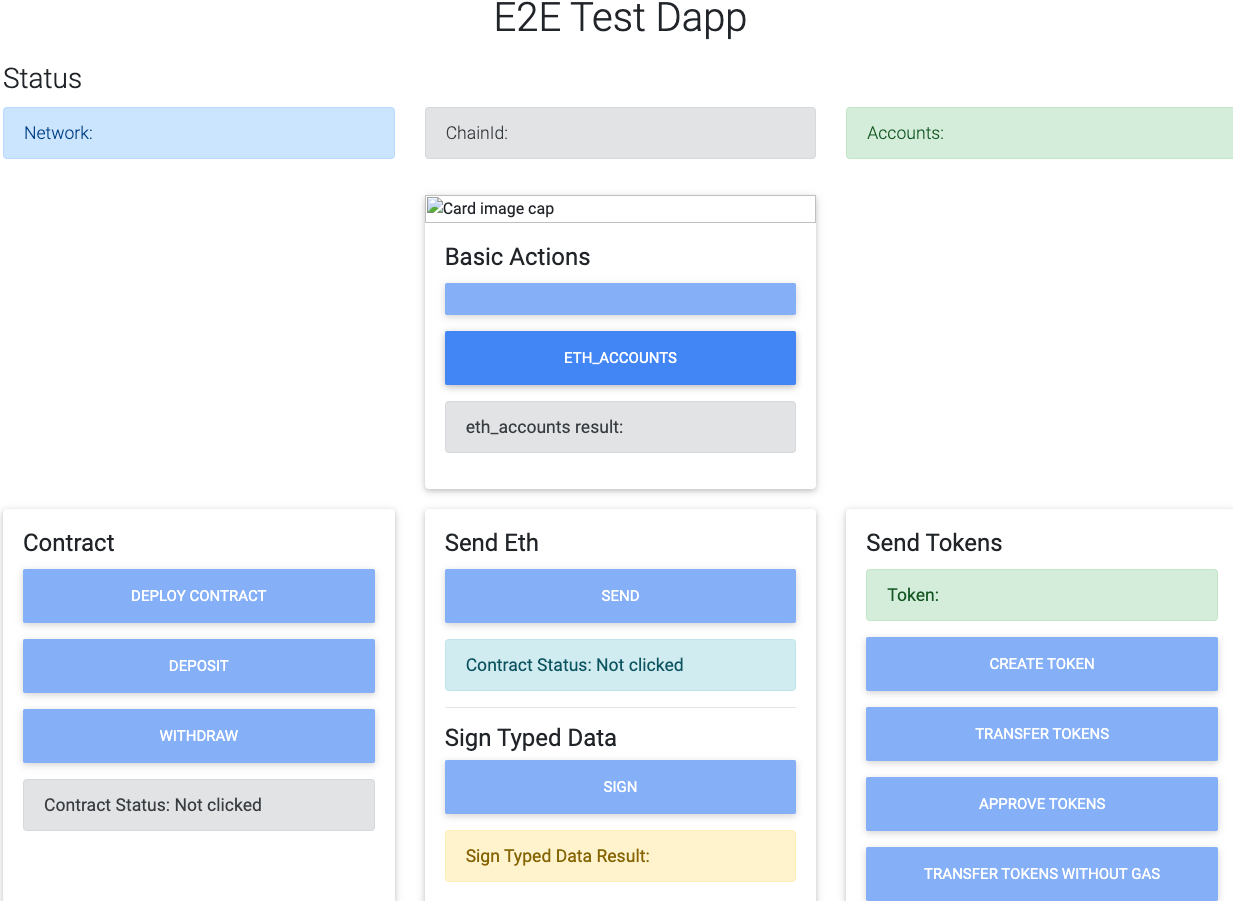 E2E Test Dapp
Status
Network:
ChainId:
Accounts:
Card image cap
Basic Actions
ETH_ACCOUNTS
eth_accounts result:
Contract
DEPLOY CONTRACT
DEPOSIT
WITHDRAW
Contract Status: Not clicked
Send Eth
SEND
Contract Status: Not clicked
Sign Typed Data
SIGN
Sign Typed Data Result:
Send Tokens
Token:
CREATE TOKEN
TRANSFER TOKENS
APPROVE TOKENS
TRANSFER TOKENS WITHOUT GAS